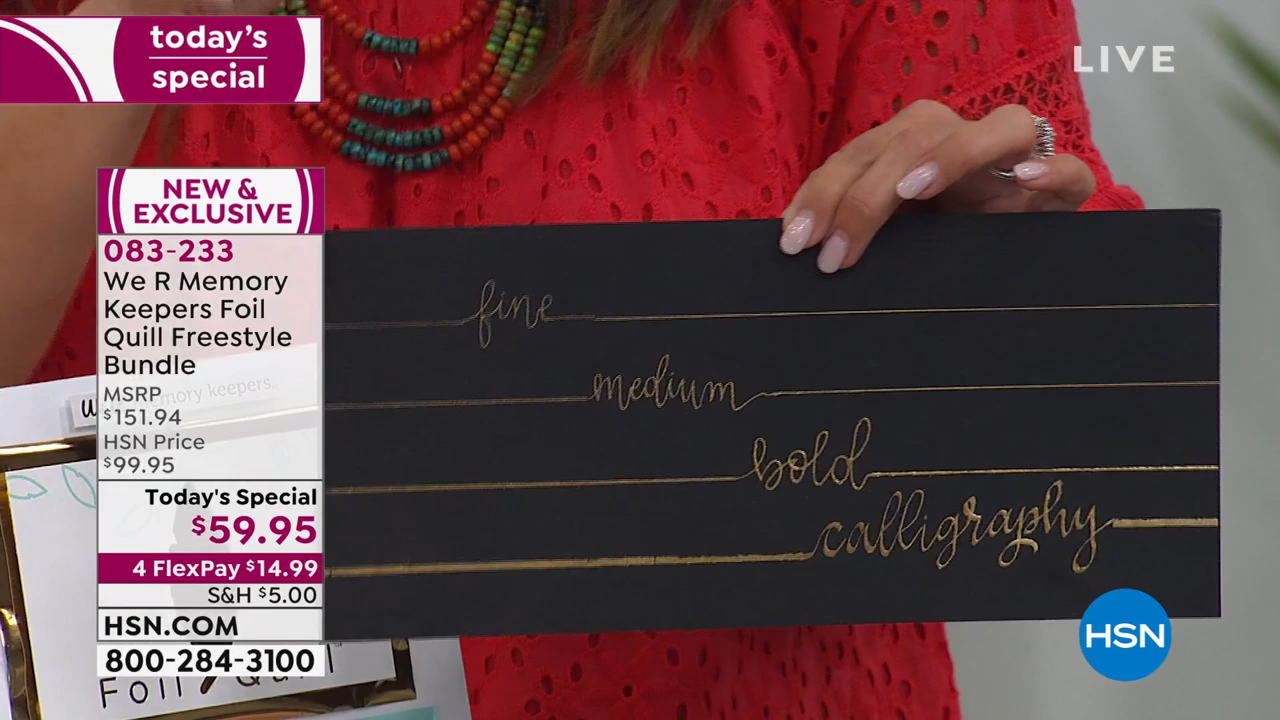 today's
special
LIVE
NEW &
EXCLUSIVE
083-233
We R Memory
Keepers Foil
Quill Freestyle
Bundle
MSRP
$151.94
HSN Price
$99.95
Today's Special
$59.95
4 FlexPay $14.99
S&H $5.00
HSN.COM
800-284-3100
fine
medium
bold
calligraphy
memory keepers.
Foil Quill
HSN